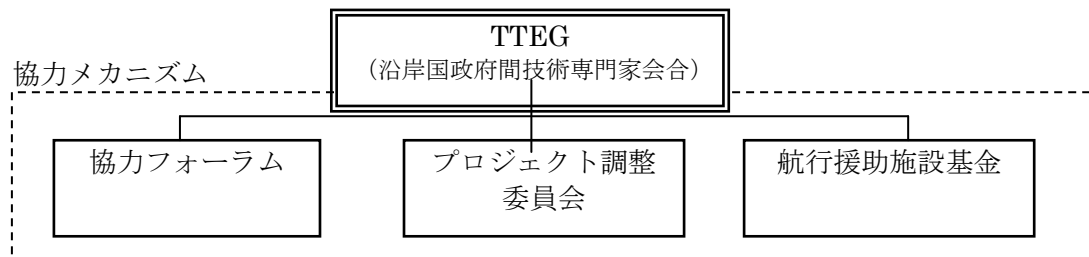 TTEG
（沿岸国政府間技術専門家会合）
協力メカニズム
協力フォーラム
プロジェクト調整
委員会
航行援助施設基金